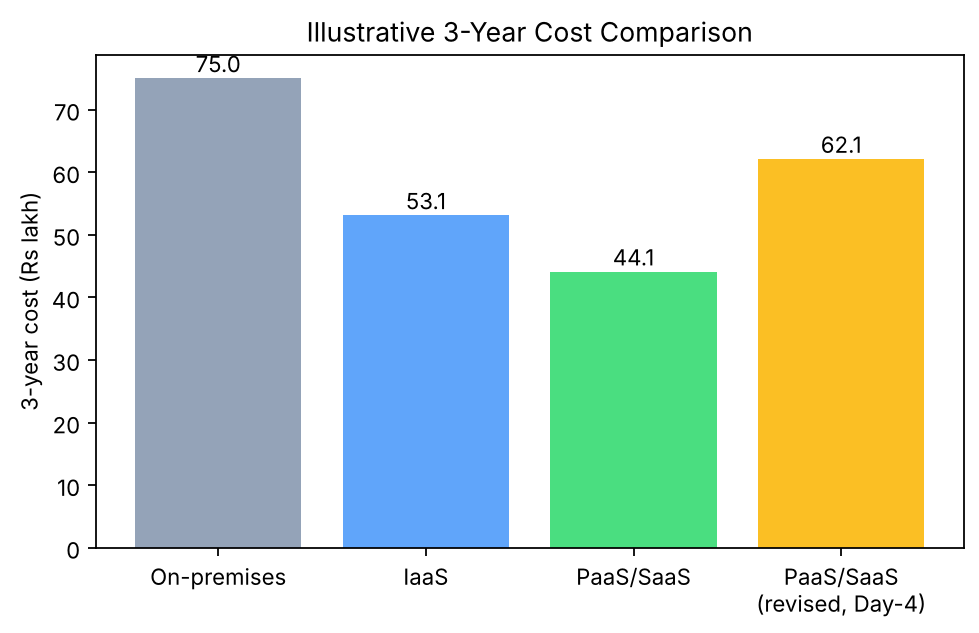 Illustrative 3-Year Cost Comparison
3-year cost (Rs lakh)
70
60
50
40
30
20
10
0
75.0
53.1
44.1
62.1
On-premises
IaaS
PaaS/SaaS
PaaS/SaaS
(revised, Day-4)